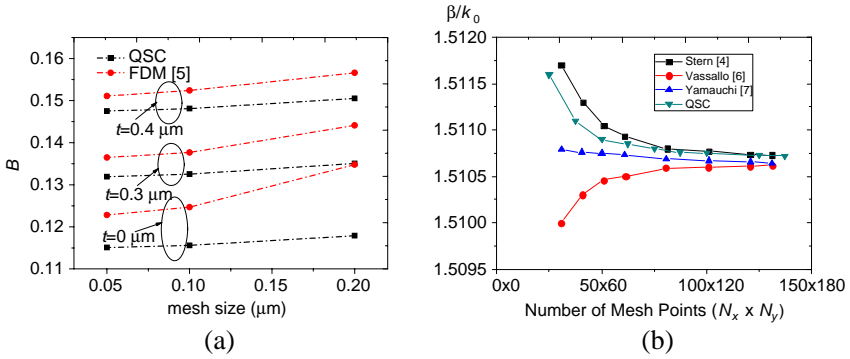 0.16
0.15
0.14
0.13
0.12
0.11
B
QSC
FDM [5]
t=0.4 μm
t=0.3 μm
t=0 μm
0.05
0.10
0.15
0.20
mesh size (μm)
(a)
β/k0
1.5120
1.5115
1.5110
1.5105
1.5100
1.5095
Stern [4]
Vassallo [6]
Yamauchi [7]
QSC
0x0
50x60
100x120
150x180
Number of Mesh Points (Nx x Ny)
(b)